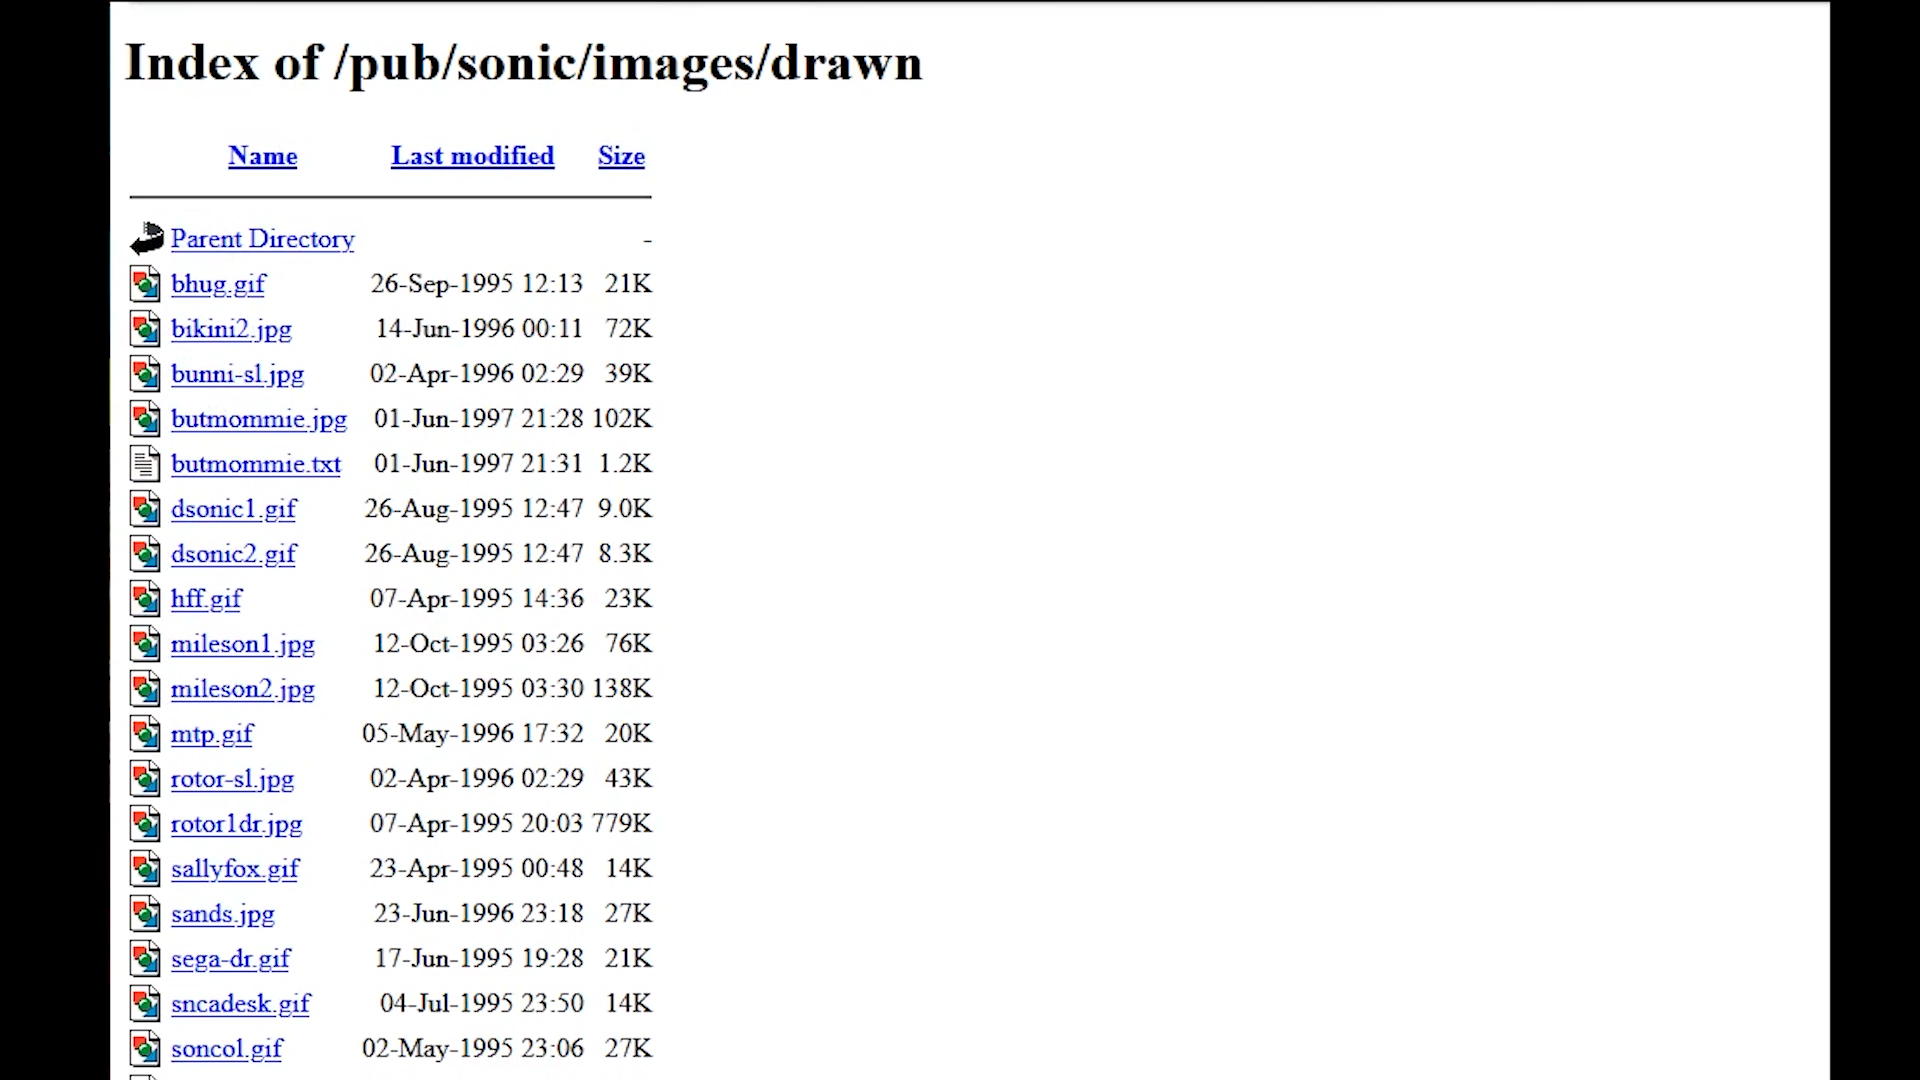 Index of /pub/sonic/images/drawn
Name Last modified Size
Parent Directory -
bhug.gif 26-Sep-1995 12:13 21K
bikini2.jpg 14-Jun-1996 00:11 72K
bunni-sl.jpg 02-Apr-1996 02:29 39K
butmommie.jpg 01-Jun-1997 21:28 102K
butmommie.txt 01-Jun-1997 21:31 1.2K
dsonic1.gif 26-Aug-1995 12:47 9.0K
dsonic2.gif 26-Aug-1995 12:47 8.3K
hff.gif 07-Apr-1995 14:36 23K
mileson1.jpg 12-Oct-1995 03:26 76K
mileson2.jpg 12-Oct-1995 03:30 138K
mtp.gif 05-May-1996 17:32 20K
rotor-sl.jpg 02-Apr-1996 02:29 43K
rotor1dr.jpg 07-Apr-1995 20:03 779K
sallyfox.gif 23-Apr-1995 00:48 14K
sands.jpg 23-Jun-1996 23:18 27K
sega-dr.gif 17-Jun-1995 19:28 21K
sncadesk.gif 04-Jul-1995 23:50 14K
soncol.gif 02-May-1995 23:06 27K